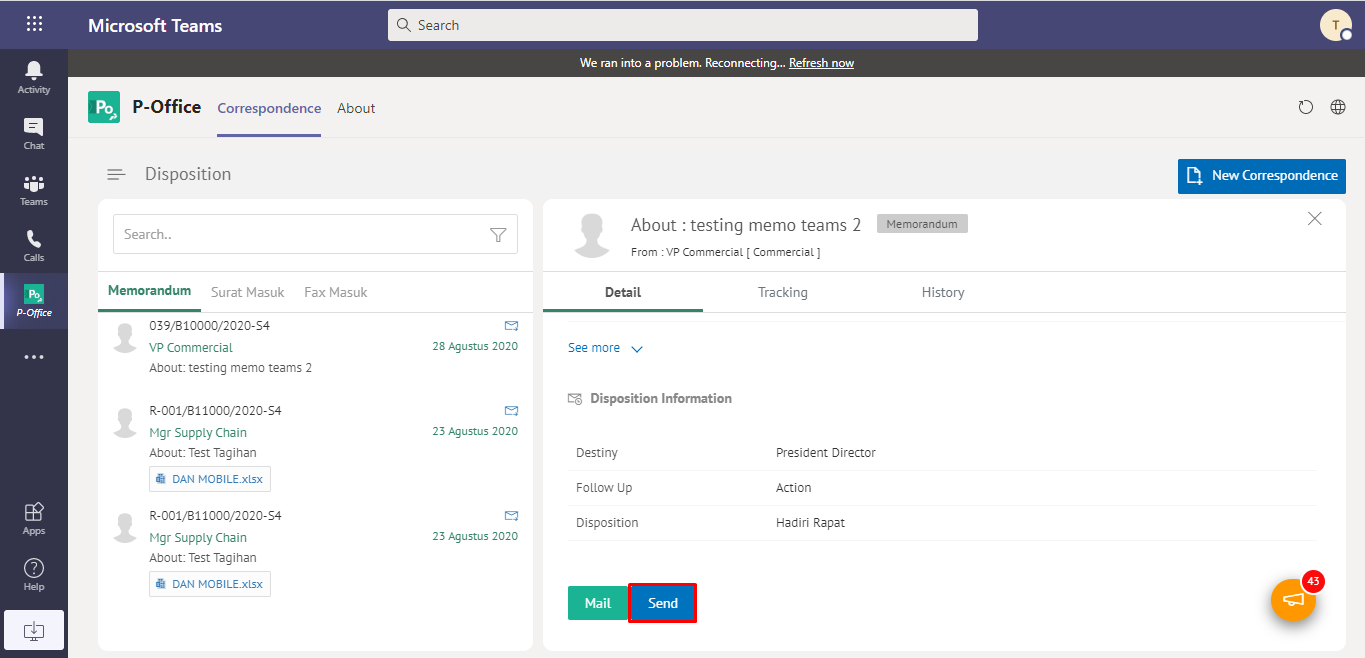 Microsoft Teams
Search
T
We ran into a problem. Reconnecting... Refresh now
Activity
Chat
Teams
Calls
Po
P-Office
Apps
Help
Po
P-Office
Correspondence
About
Disposition
New Correspondence
Search..
Memorandum
Surat Masuk
Fax Masuk
039/B10000/2020-S4
VP Commercial
28 Agustus 2020
About: testing memo teams 2
R-001/B11000/2020-S4
Mgr Supply Chain
23 Agustus 2020
About: Test Tagihan
DAN MOBILE.xlsx
R-001/B11000/2020-S4
Mgr Supply Chain
23 Agustus 2020
About: Test Tagihan
DAN MOBILE.xlsx
About : testing memo teams 2
Memorandum
From : VP Commercial [ Commercial ]
Detail
Tracking
History
See more
Disposition Information
Destiny President Director
Follow Up Action
Disposition Hadiri Rapat
Mail
Send
43